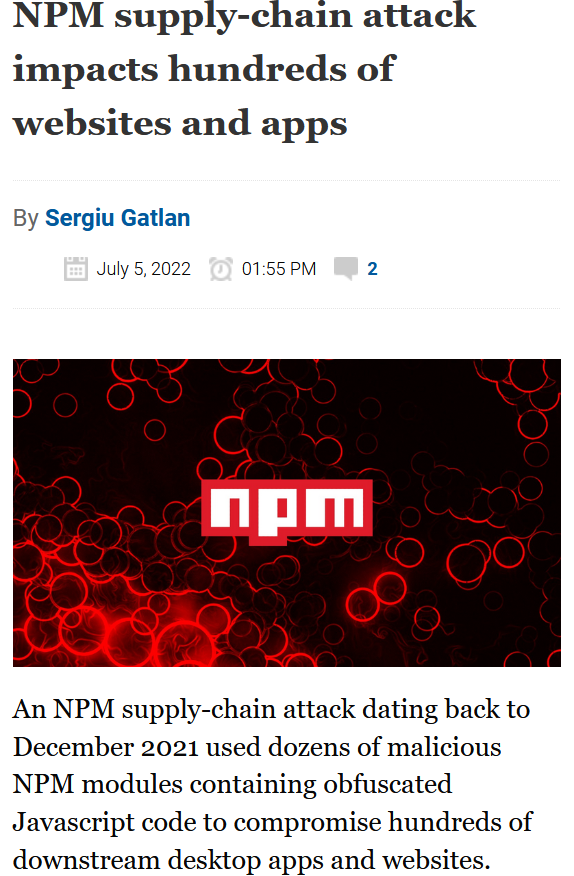 NPM supply-chain attack
impacts hundreds of
websites and apps
By Sergiu Gatlan
July 5, 2022 01:55 PM 2
npm
An NPM supply-chain attack dating back to
December 2021 used dozens of malicious
NPM modules containing obfuscated
Javascript code to compromise hundreds of
downstream desktop apps and websites.